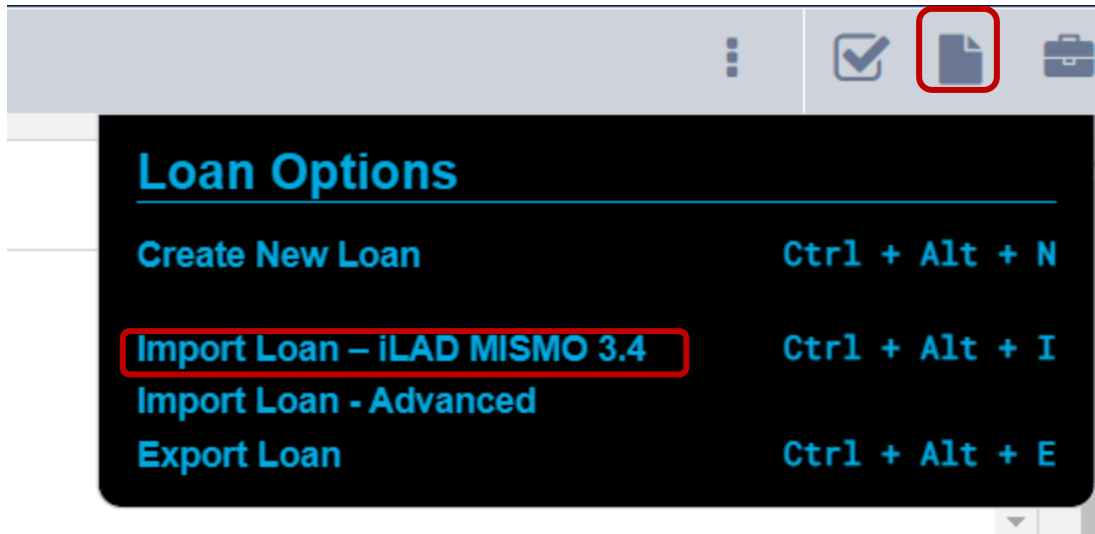 Loan Options
Create New Loan Ctrl + Alt + N
Import Loan – iLAD MISMO 3.4 Ctrl + Alt + I
Import Loan - Advanced
Export Loan Ctrl + Alt + E